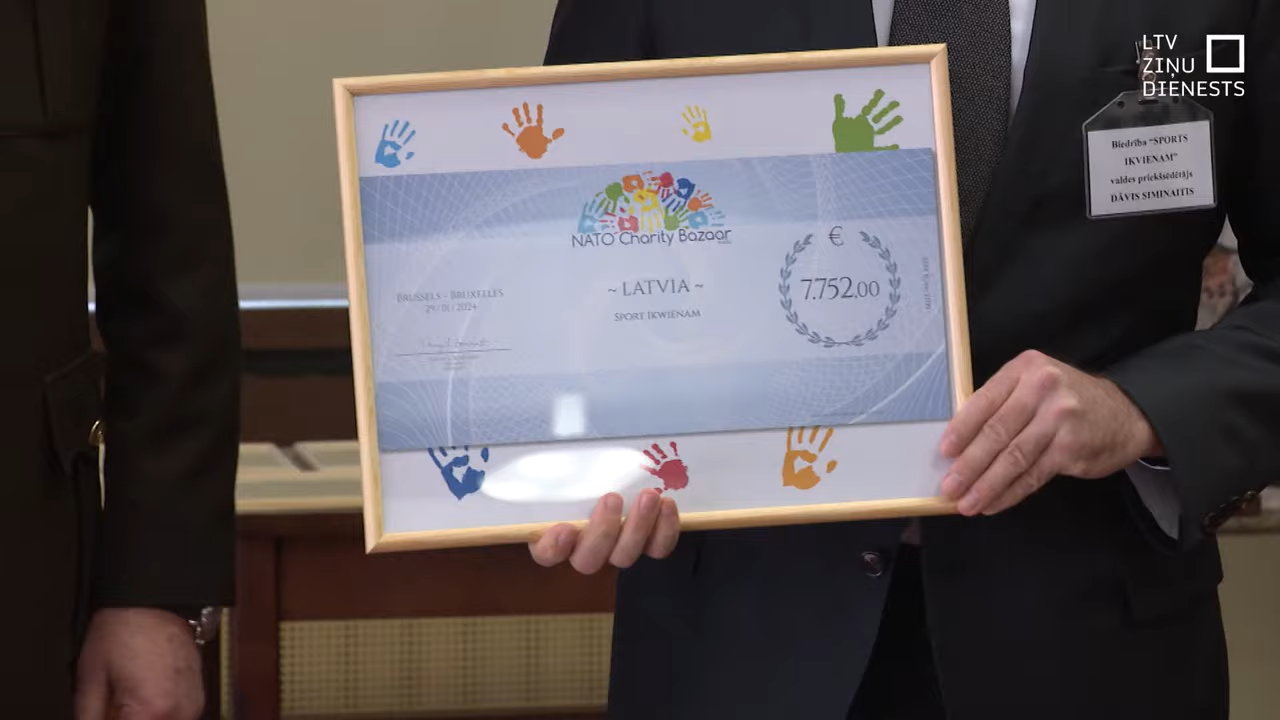 LTV
ZIŅU
DIENESTS
Biedrība "SPORTS
IKVIENAM"
valdes priekšsēdētājs
DĀVIS SIMINAITIS
NATO Charity Bazaar
€
7.752,00
~ LATVIA ~
SPORT IKWIENAM
BRUSSELS - BRUXELLES
29/01/2024